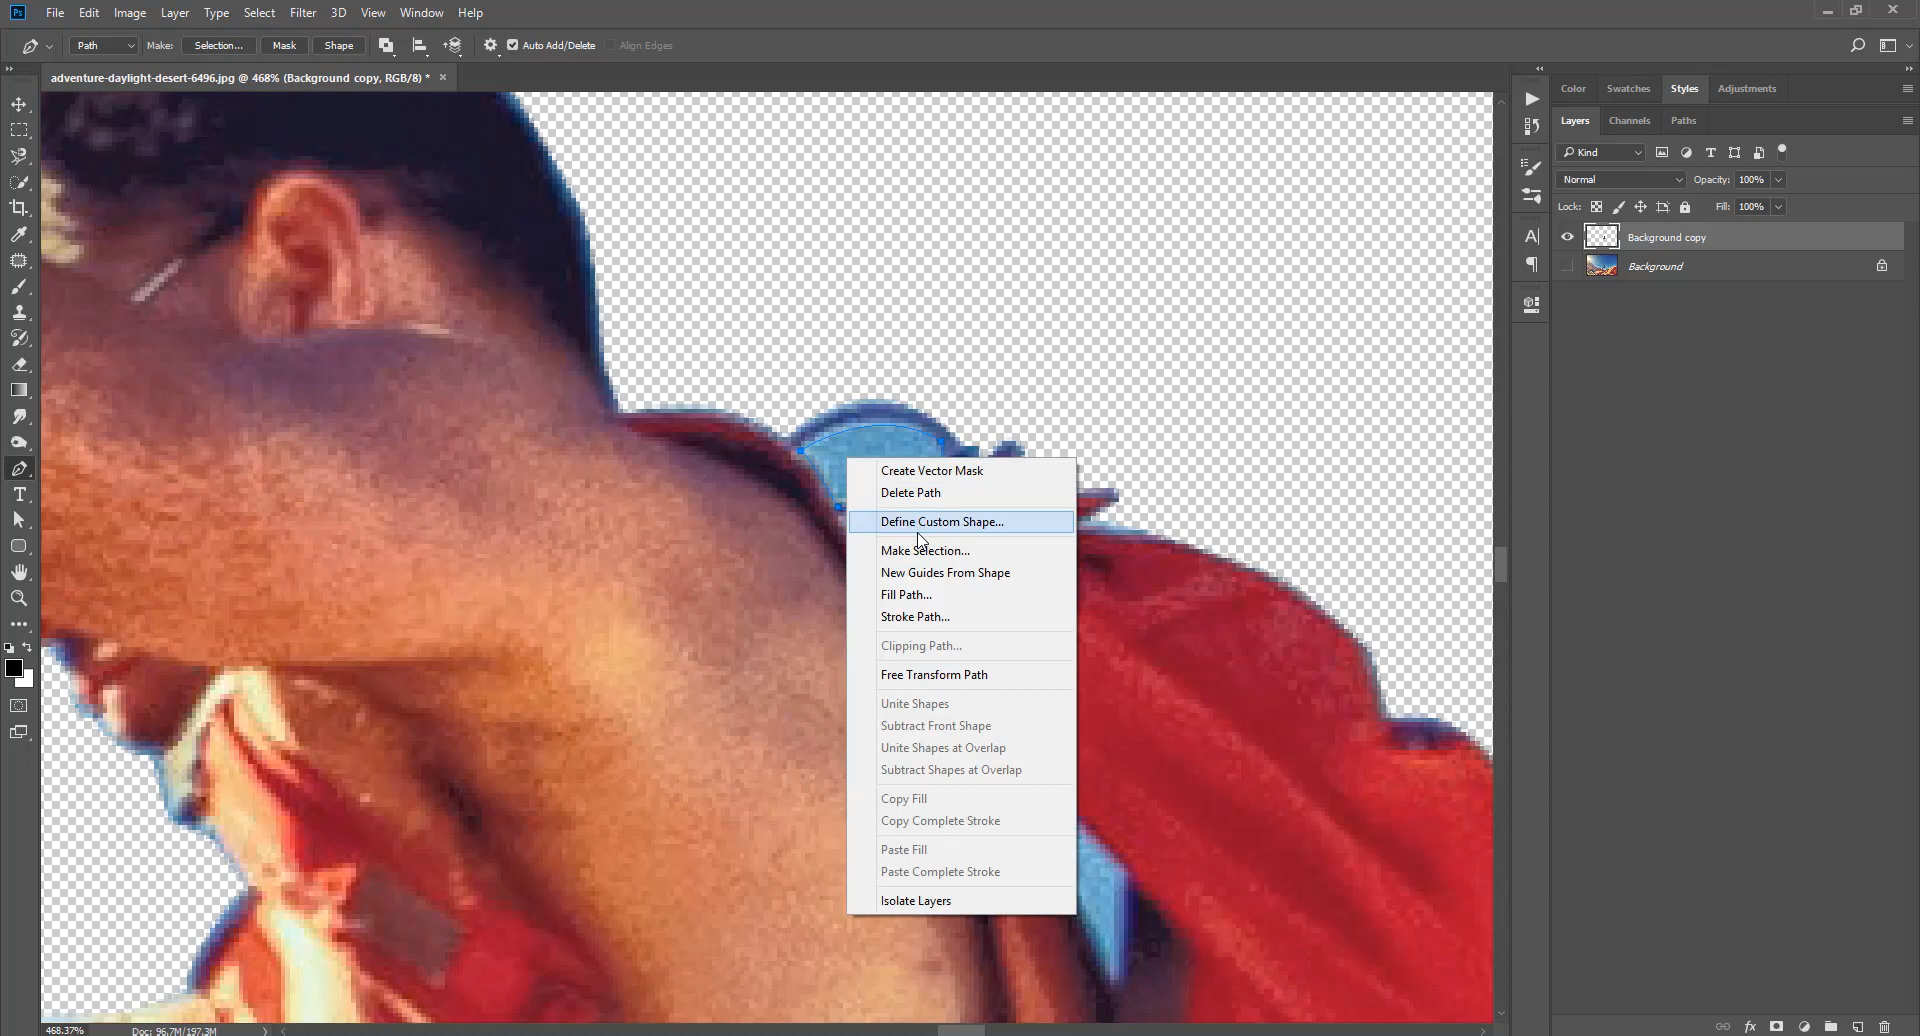 Ps File Edit Image Layer Type Select Filter 3D View Window Help
Path Make: Selection... Mask Shape Auto Add/Delete Align Edges
adventure-daylight-desert-6496.jpg @ 468% (Background copy, RGB/8) * ×
Color Swatches Styles Adjustments
Layers Channels Paths
Kind
Normal Opacity: 100%
Lock: Fill: 100%
Background copy
Background
Create Vector Mask
Delete Path
Define Custom Shape...
Make Selection...
New Guides From Shape
Fill Path...
Stroke Path...
Clipping Path...
Free Transform Path
Unite Shapes
Subtract Front Shape
Unite Shapes at Overlap
Subtract Shapes at Overlap
Copy Fill
Copy Complete Stroke
Paste Fill
Paste Complete Stroke
Isolate Layers
468.37% Doc: 96.7M/197.3M